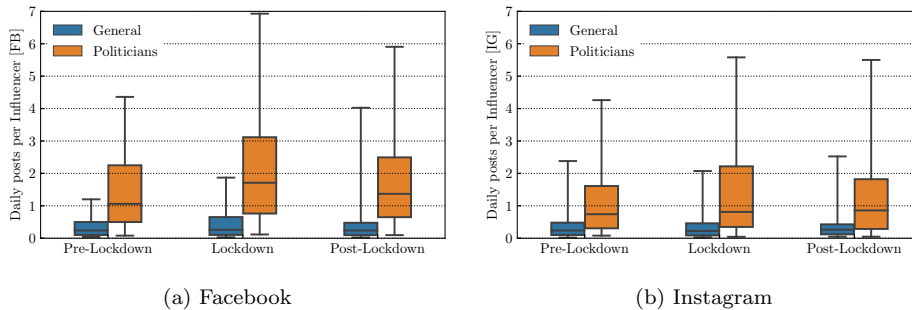 Daily posts per Influencer [FB]
7
6
5
4
3
2
1
0
General
Politicians
Pre-Lockdown Lockdown Post-Lockdown
(a) Facebook
Daily posts per Influencer [IG]
7
6
5
4
3
2
1
0
General
Politicians
Pre-Lockdown Lockdown Post-Lockdown
(b) Instagram